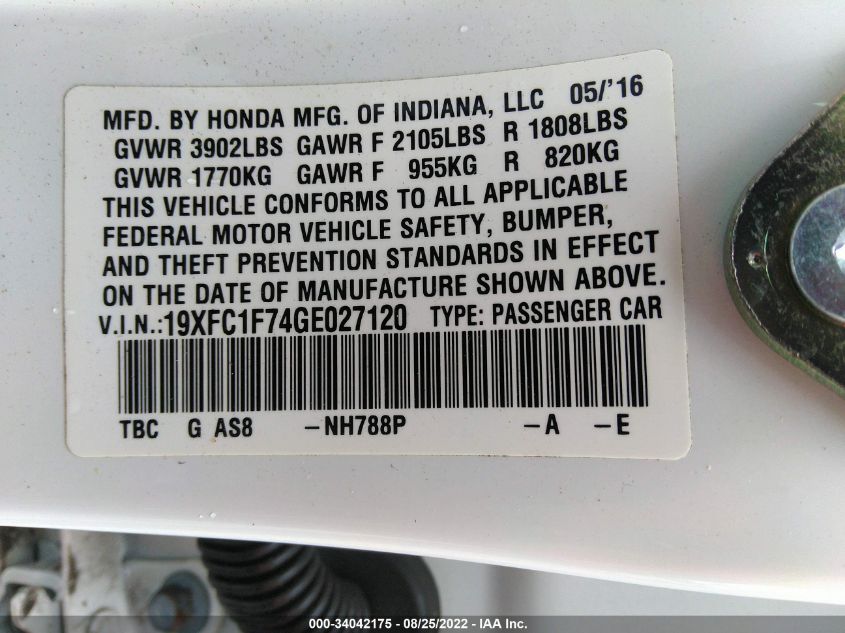 MFD. BY HONDA MFG. OF INDIANA, LLC 05/'16
GVWR 3902LBS GAWR F 2105LBS R 1808LBS
GVWR 1770KG GAWR F 955KG R 820KG
THIS VEHICLE CONFORMS TO ALL APPLICABLE
FEDERAL MOTOR VEHICLE SAFETY, BUMPER,
AND THEFT PREVENTION STANDARDS IN EFFECT
ON THE DATE OF MANUFACTURE SHOWN ABOVE.
V.I.N.:19XFC1F74GE027120 TYPE: PASSENGER CAR
TBC G AS8 -NH788P -A -E
000-34042175 - 08/25/2022 - IAA Inc.